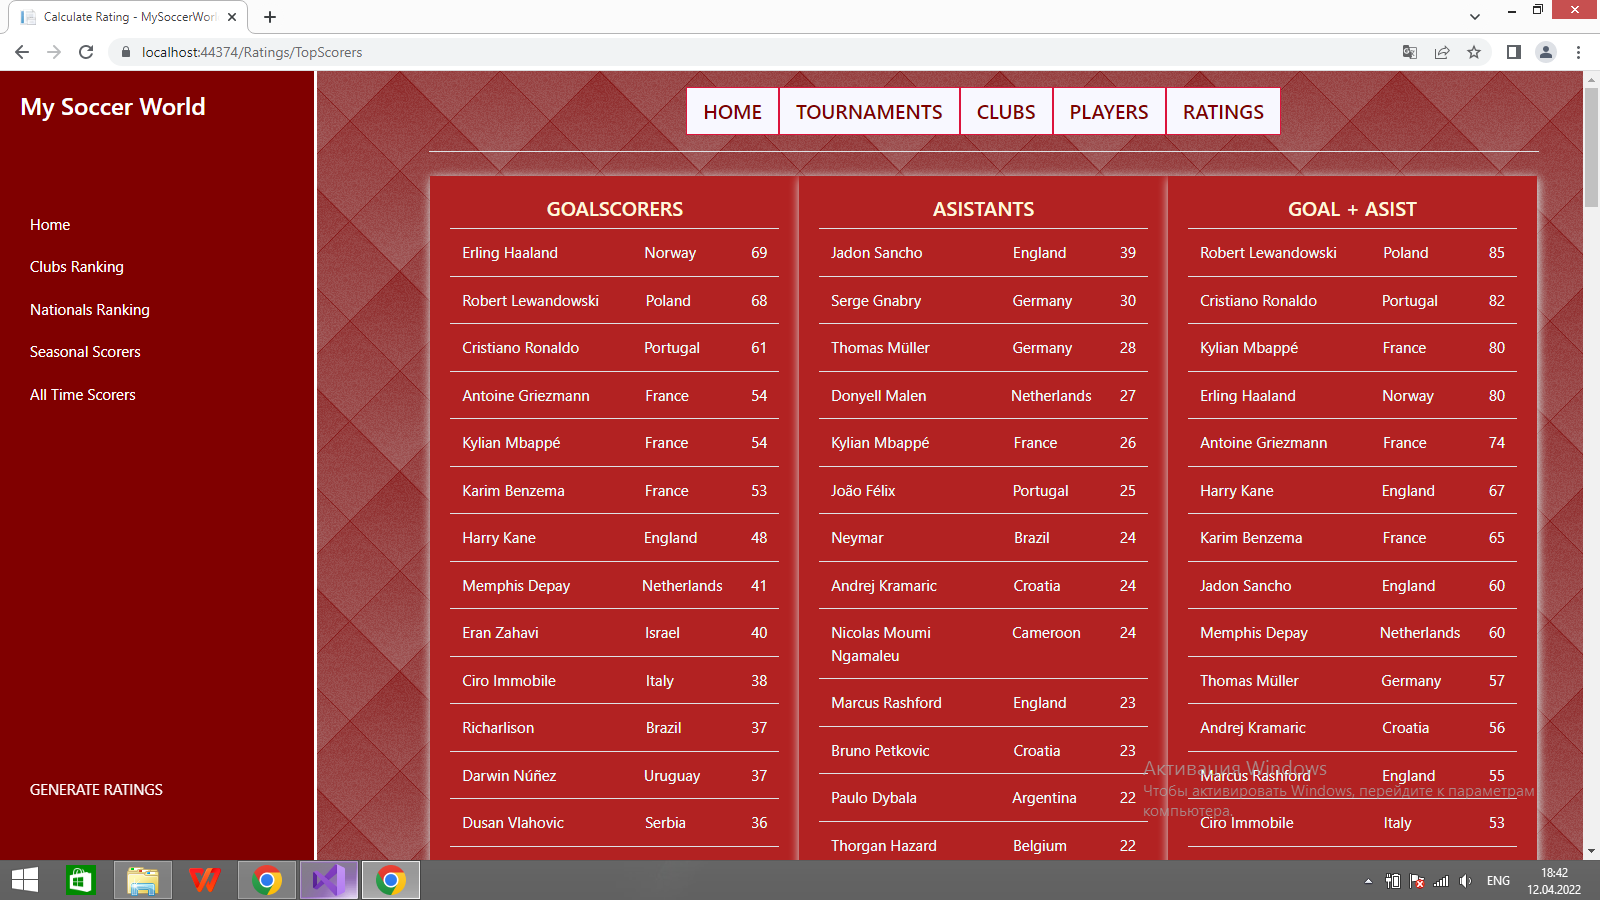 Calculate Rating - MySoccerWorl
localhost:44374/Ratings/TopScorers
My Soccer World
Home
Clubs Ranking
Nationals Ranking
Seasonal Scorers
All Time Scorers
GENERATE RATINGS
HOME TOURNAMENTS CLUBS PLAYERS RATINGS
GOALSCORERS
Erling Haaland Norway 69
Robert Lewandowski Poland 68
Cristiano Ronaldo Portugal 61
Antoine Griezmann France 54
Kylian Mbappé France 54
Karim Benzema France 53
Harry Kane England 48
Memphis Depay Netherlands 41
Eran Zahavi Israel 40
Ciro Immobile Italy 38
Richarlison Brazil 37
Darwin Núñez Uruguay 37
Dusan Vlahovic Serbia 36
ASISTANTS
Jadon Sancho England 39
Serge Gnabry Germany 30
Thomas Müller Germany 28
Donyell Malen Netherlands 27
Kylian Mbappé France 26
João Félix Portugal 25
Neymar Brazil 24
Andrej Kramaric Croatia 24
Nicolas Moumi Cameroon 24
Ngamaleu
Marcus Rashford England 23
Bruno Petkovic Croatia 23
Paulo Dybala Argentina 22
Thorgan Hazard Belgium 22
GOAL + ASIST
Robert Lewandowski Poland 85
Cristiano Ronaldo Portugal 82
Kylian Mbappé France 80
Erling Haaland Norway 80
Antoine Griezmann France 74
Harry Kane England 67
Karim Benzema France 65
Jadon Sancho England 60
Memphis Depay Netherlands 60
Thomas Müller Germany 57
Andrej Kramaric Croatia 56
Marcus Rashford England 55
Ciro Immobile Italy 53
Активация Windows
Чтобы активировать Windows, перейдите к параметрам
компьютера.
ENG
18:42
12.04.2022